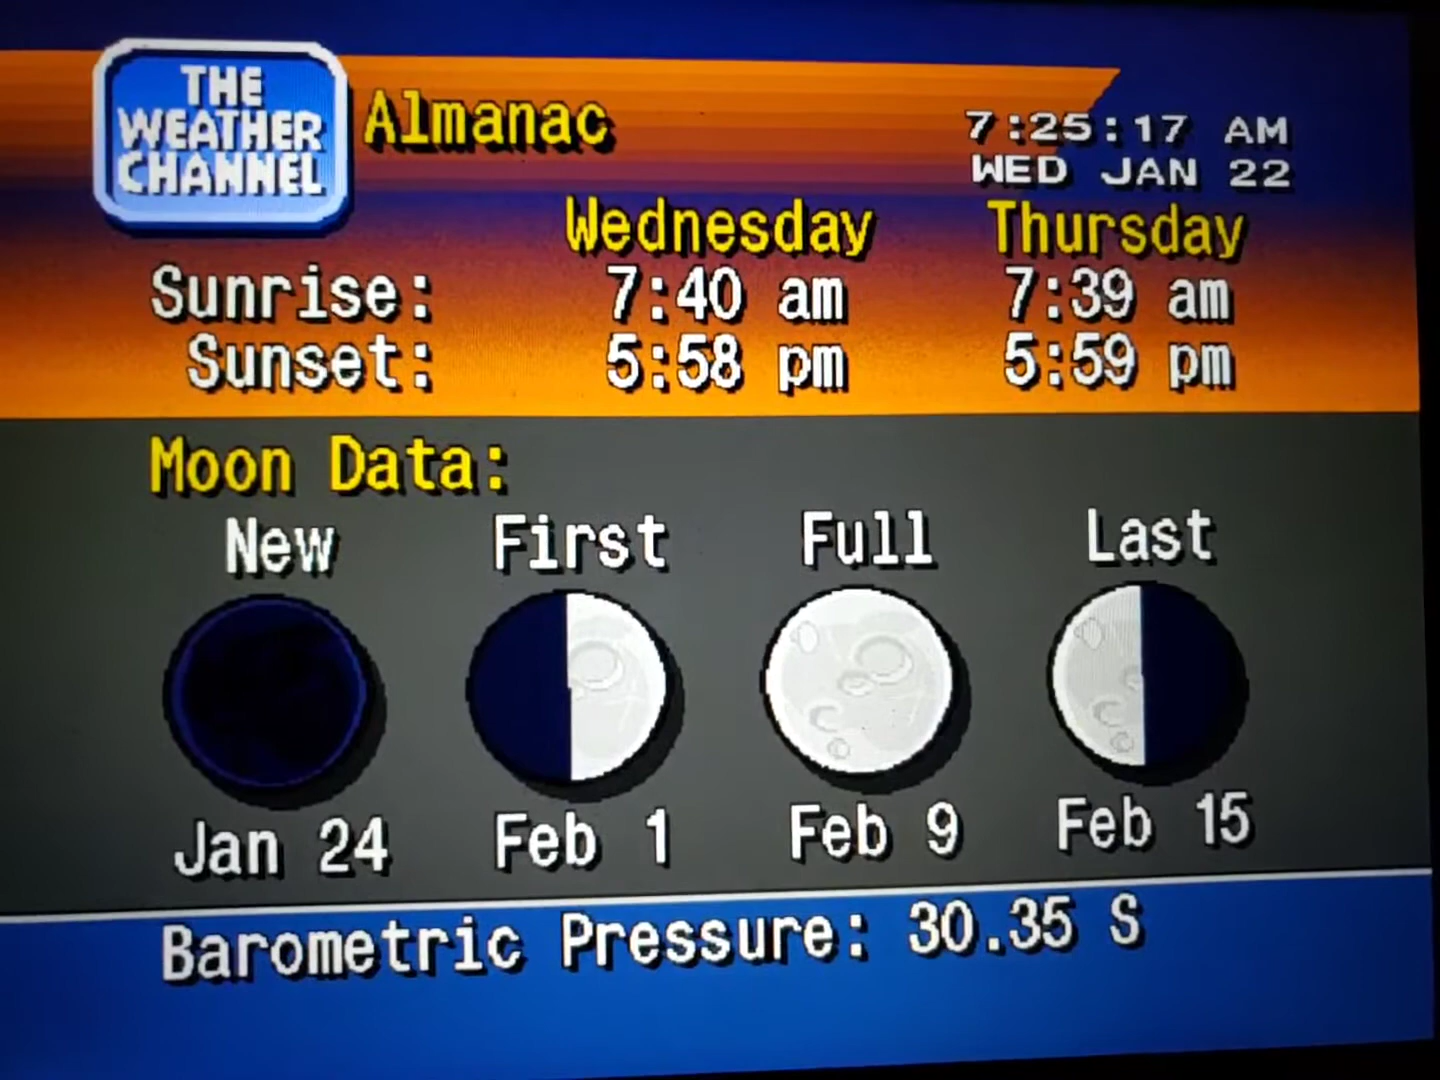 THE
WEATHER
CHANNEL
Almanac
7:25:17 AM
WED JAN 22
Wednesday Thursday
Sunrise: 7:40 am 7:39 am
Sunset: 5:58 pm 5:59 pm
Moon Data:
New First Full Last
Jan 24 Feb 1 Feb 9 Feb 15
Barometric Pressure: 30.35 S